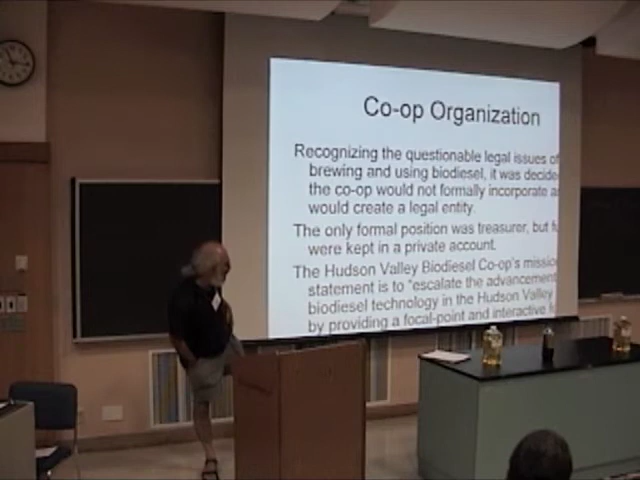 Co-op Organization
Recognizing the questionable legal issues of
brewing and using biodiesel, it was decide
the co-op would not formally incorporate as
would create a legal entity.
The only formal position was treasurer, but fu
were kept in a private account.
The Hudson Valley Biodiesel Co-op's missio
statement is to "escalate the advancement
biodiesel technology in the Hudson Valley
by providing a focal-point and interactive